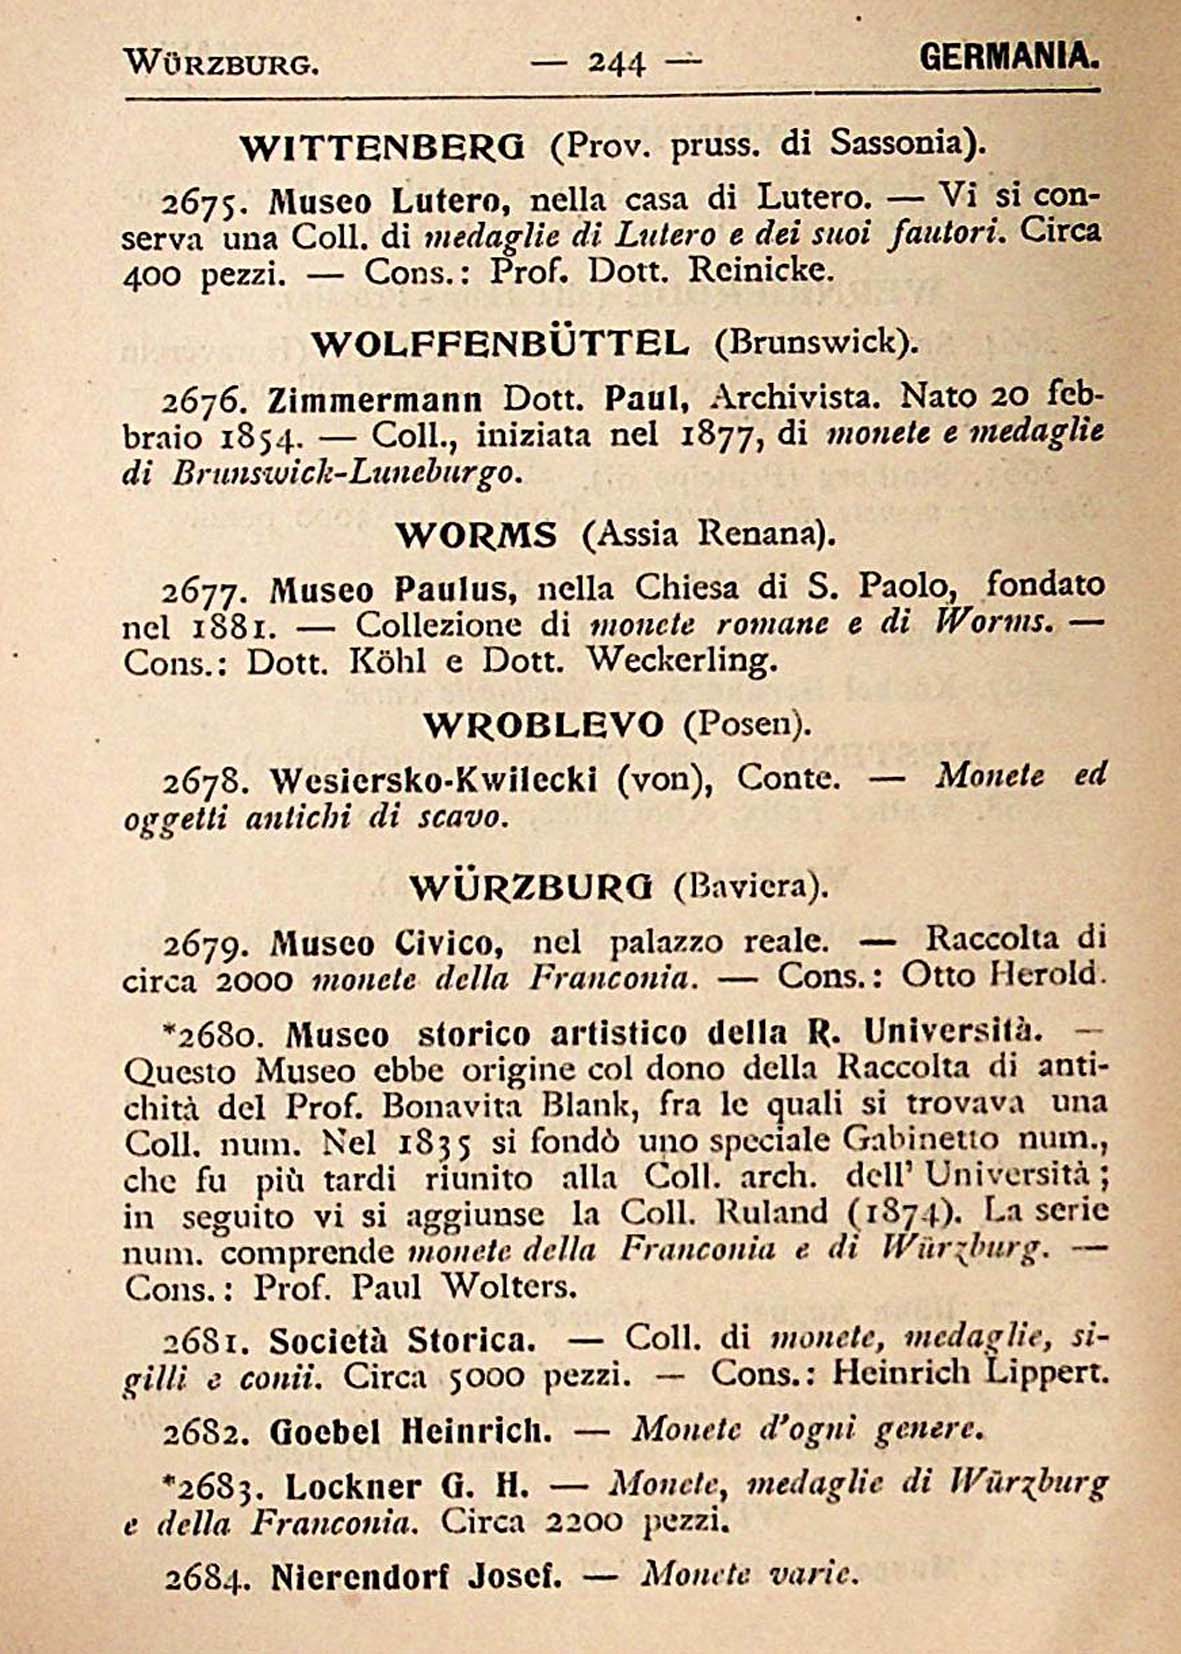 WÜRZBURG. — 244 — GERMANIA.
WITTENBERG (Prov. pruss. di Sassonia).
2675. Museo Lutero, nella casa di Lutero. — Vi si con-
serva una Coll. di medaglie di Lutero e dei suoi fautori. Circa
400 pezzi. — Cons.: Prof. Dott. Reinicke.
WOLFFENBÜTTEL (Brunswick).
2676. Zimmermann Dott. Paul, Archivista. Nato 20 feb-
braio 1854. — Coll., iniziata nel 1877, di monete e medaglie
di Brunswick-Luneburgo.
WORMS (Assia Renana).
2677. Museo Paulus, nella Chiesa di S. Paolo, fondato
nel 1881. — Collezione di monete romane e di Worms. —
Cons.: Dott. Köhl e Dott. Weckerling.
WROBLEVO (Posen).
2678. Wesiersko-Kwilecki (von), Conte. — Monete ed
oggetti antichi di scavo.
WÜRZBURG (Baviera).
2679. Museo Civico, nel palazzo reale. — Raccolta di
circa 2000 monete della Franconia. — Cons.: Otto Herold.
*2680. Museo storico artistico della R. Università. —
Questo Museo ebbe origine col dono della Raccolta di anti-
chità del Prof. Bonavita Blank, fra le quali si trovava una
Coll. num. Nel 1835 si fondò uno speciale Gabinetto num.,
che fu più tardi riunito alla Coll. arch. dell' Università;
in seguito vi si aggiunse la Coll. Ruland (1874). La serie
num. comprende monete della Franconia e di Würzburg. —
Cons.: Prof. Paul Wolters.
2681. Società Storica. — Coll. di monete, medaglie, si-
gilli e conii. Circa 5000 pezzi. — Cons.: Heinrich Lippert.
2682. Goebel Heinrich. — Monete d'ogni genere.
*2683. Lockner G. H. — Monete, medaglie di Würzburg
e della Franconia. Circa 2200 pezzi.
2684. Nierendorf Josef. — Monete varie.